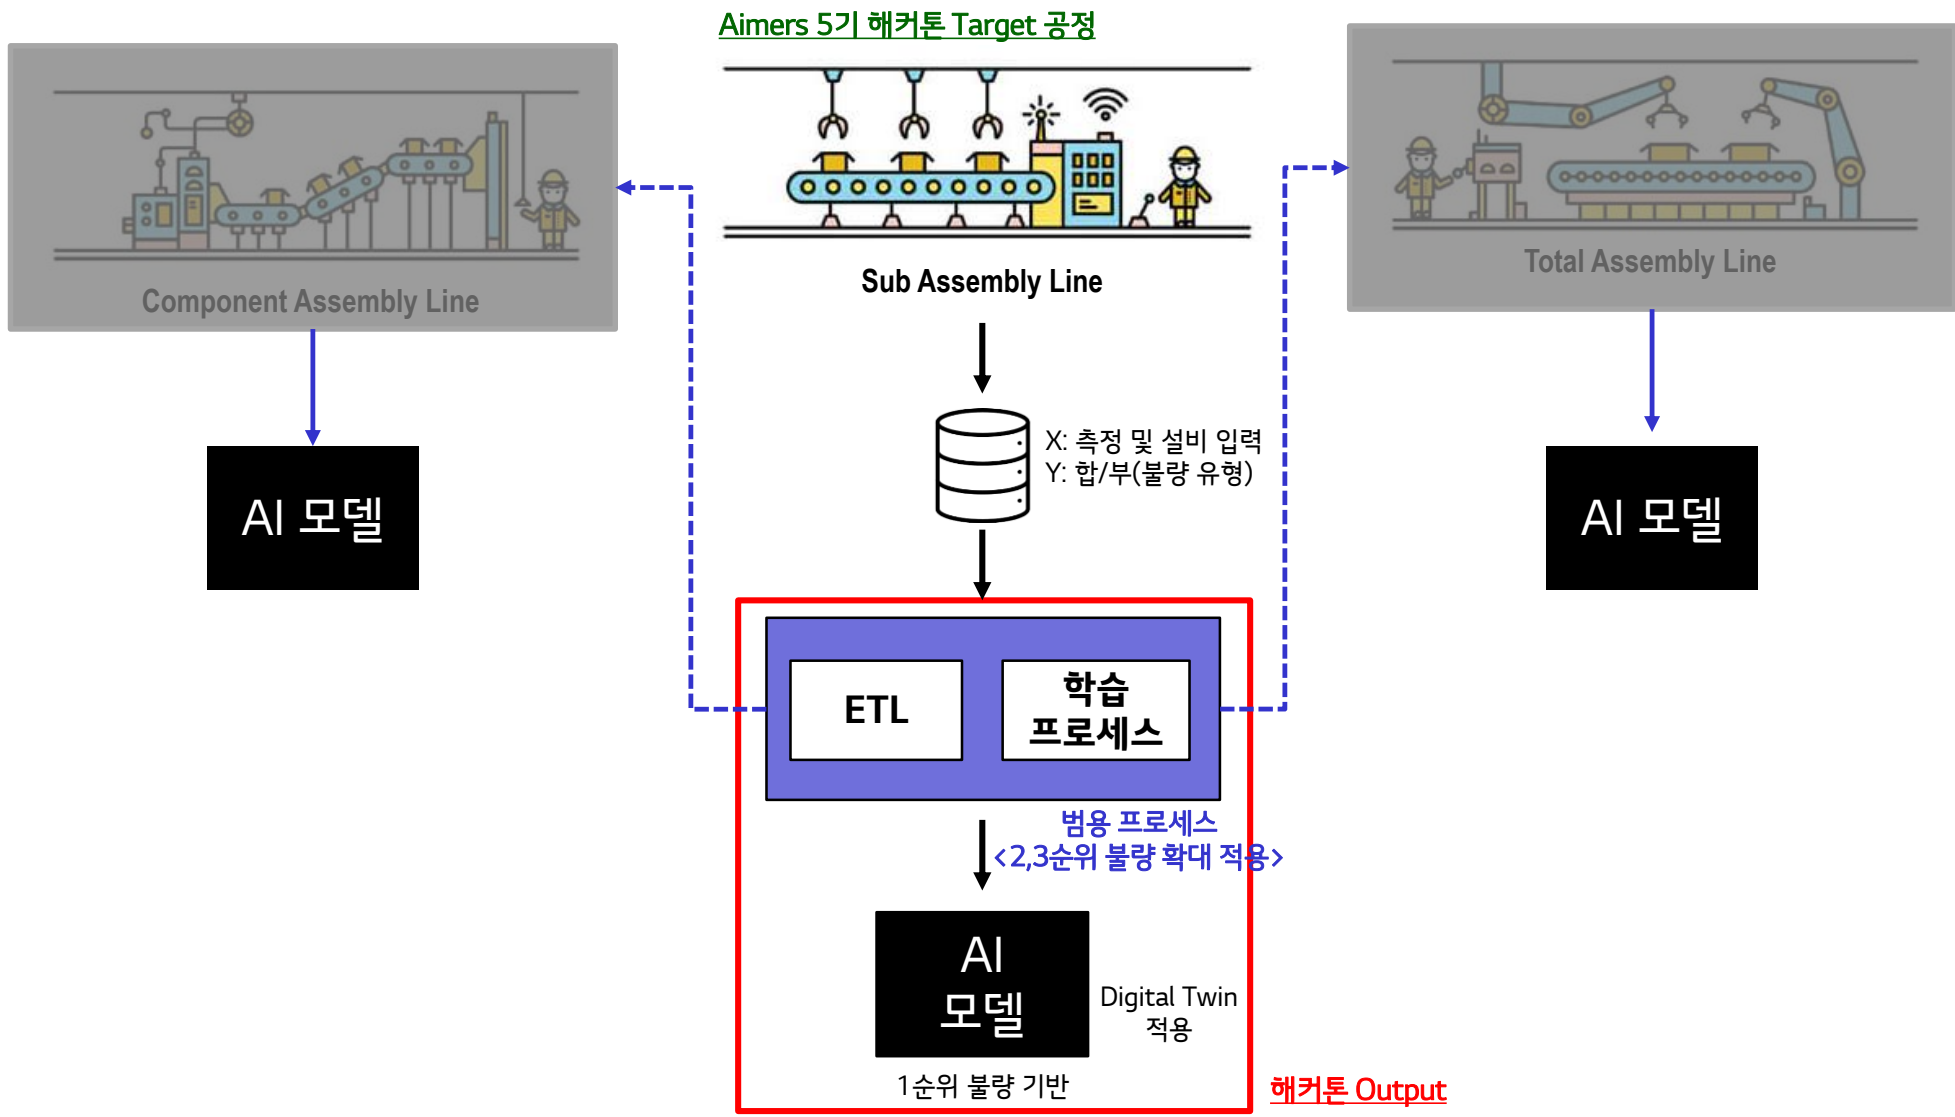 Aimers 5기 해커톤 Target 공정
Component Assembly Line
Sub Assembly Line
Total Assembly Line
X: 측정 및 설비 입력
Y: 합/부(불량 유형)
AI 모델
AI 모델
ETL
학습
프로세스
범용 프로세스
<2,3순위 불량 확대 적용>
AI
모델
Digital Twin
적용
1순위 불량 기반
해커톤 Output